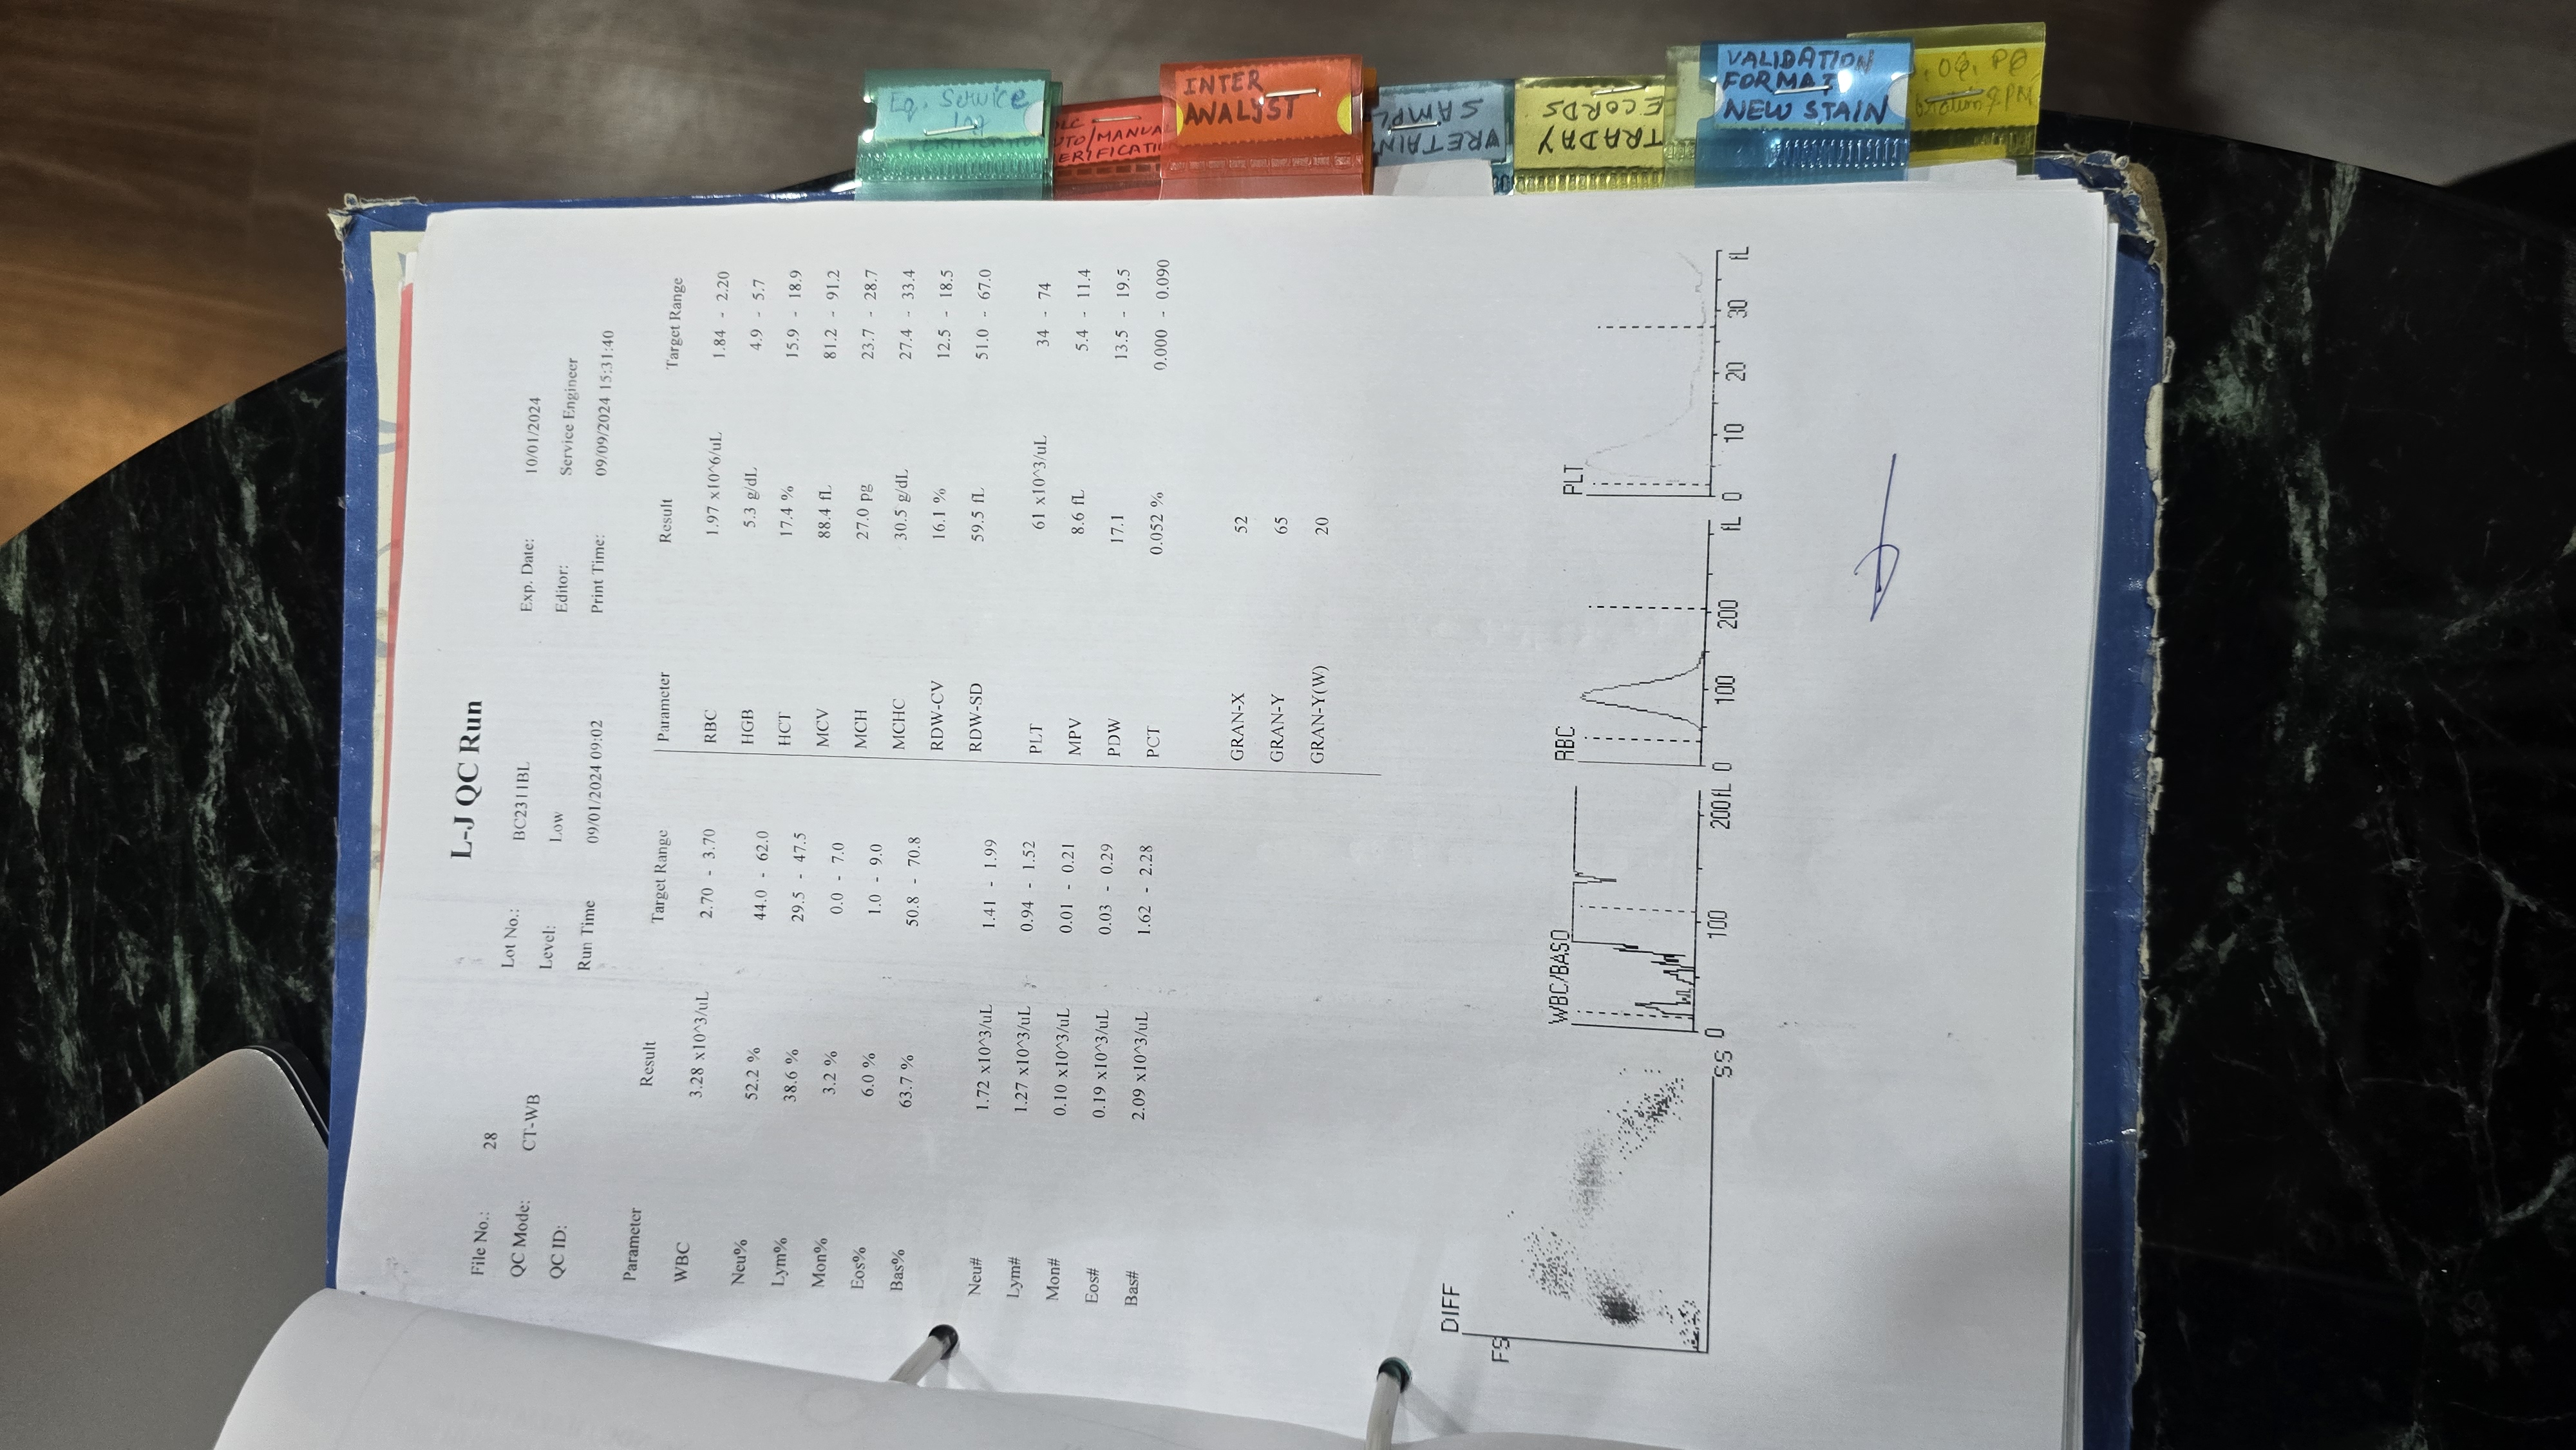 L-J QC Run
File No.: 28 Lot No.: BC2311BL Exp. Date: 10/01/2024
QC Mode: CT-WB Level: Low Editor: Service Engineer
QC ID: Run Time 09/01/2024 09:02 Print Time: 09/09/2024 15:31:40
Parameter Result Target Range
WBC 3.28 x10^3/uL 2.70 - 3.70
Neu% 52.2 % 44.0 - 62.0
Lym% 38.6 % 29.5 - 47.5
Mon% 3.2 % 0.0 - 7.0
Eos% 6.0 % 1.0 - 9.0
Bas% 63.7 % 50.8 - 70.8
Neu# 1.72 x10^3/uL 1.41 - 1.99
Lym# 1.27 x10^3/uL 0.94 - 1.52
Mon# 0.10 x10^3/uL 0.01 - 0.21
Eos# 0.19 x10^3/uL 0.03 - 0.29
Bas# 2.09 x10^3/uL 1.62 - 2.28
Parameter Result Target Range
RBC 1.97 x10^6/uL 1.84 - 2.20
HGB 5.3 g/dL 4.9 - 5.7
HCT 17.4 % 15.9 - 18.9
MCV 88.4 fL 81.2 - 91.2
MCH 27.0 pg 23.7 - 28.7
MCHC 30.5 g/dL 27.4 - 33.4
RDW-CV 16.1 % 12.5 - 18.5
RDW-SD 59.5 fL 51.0 - 67.0
PLT 61 x10^3/uL 34 - 74
MPV 8.6 fL 5.4 - 11.4
PDW 17.1 13.5 - 19.5
PCT 0.052 % 0.000 - 0.090
GRAN-X 52
GRAN-Y 65
GRAN-Y(W) 20
DIFF
FS
SS
WBC/BASO
0 100 200 fL
RBC
0 100 200 fL
PLT
0 10 20 30 fL
Eq. Service
UTO/MANUAL
ERIFICATI
INTER
ANALYST
RETAIN
SAMPL
TRADAY
ECORDS
VALIDATION
FORMAT
NEW STAIN